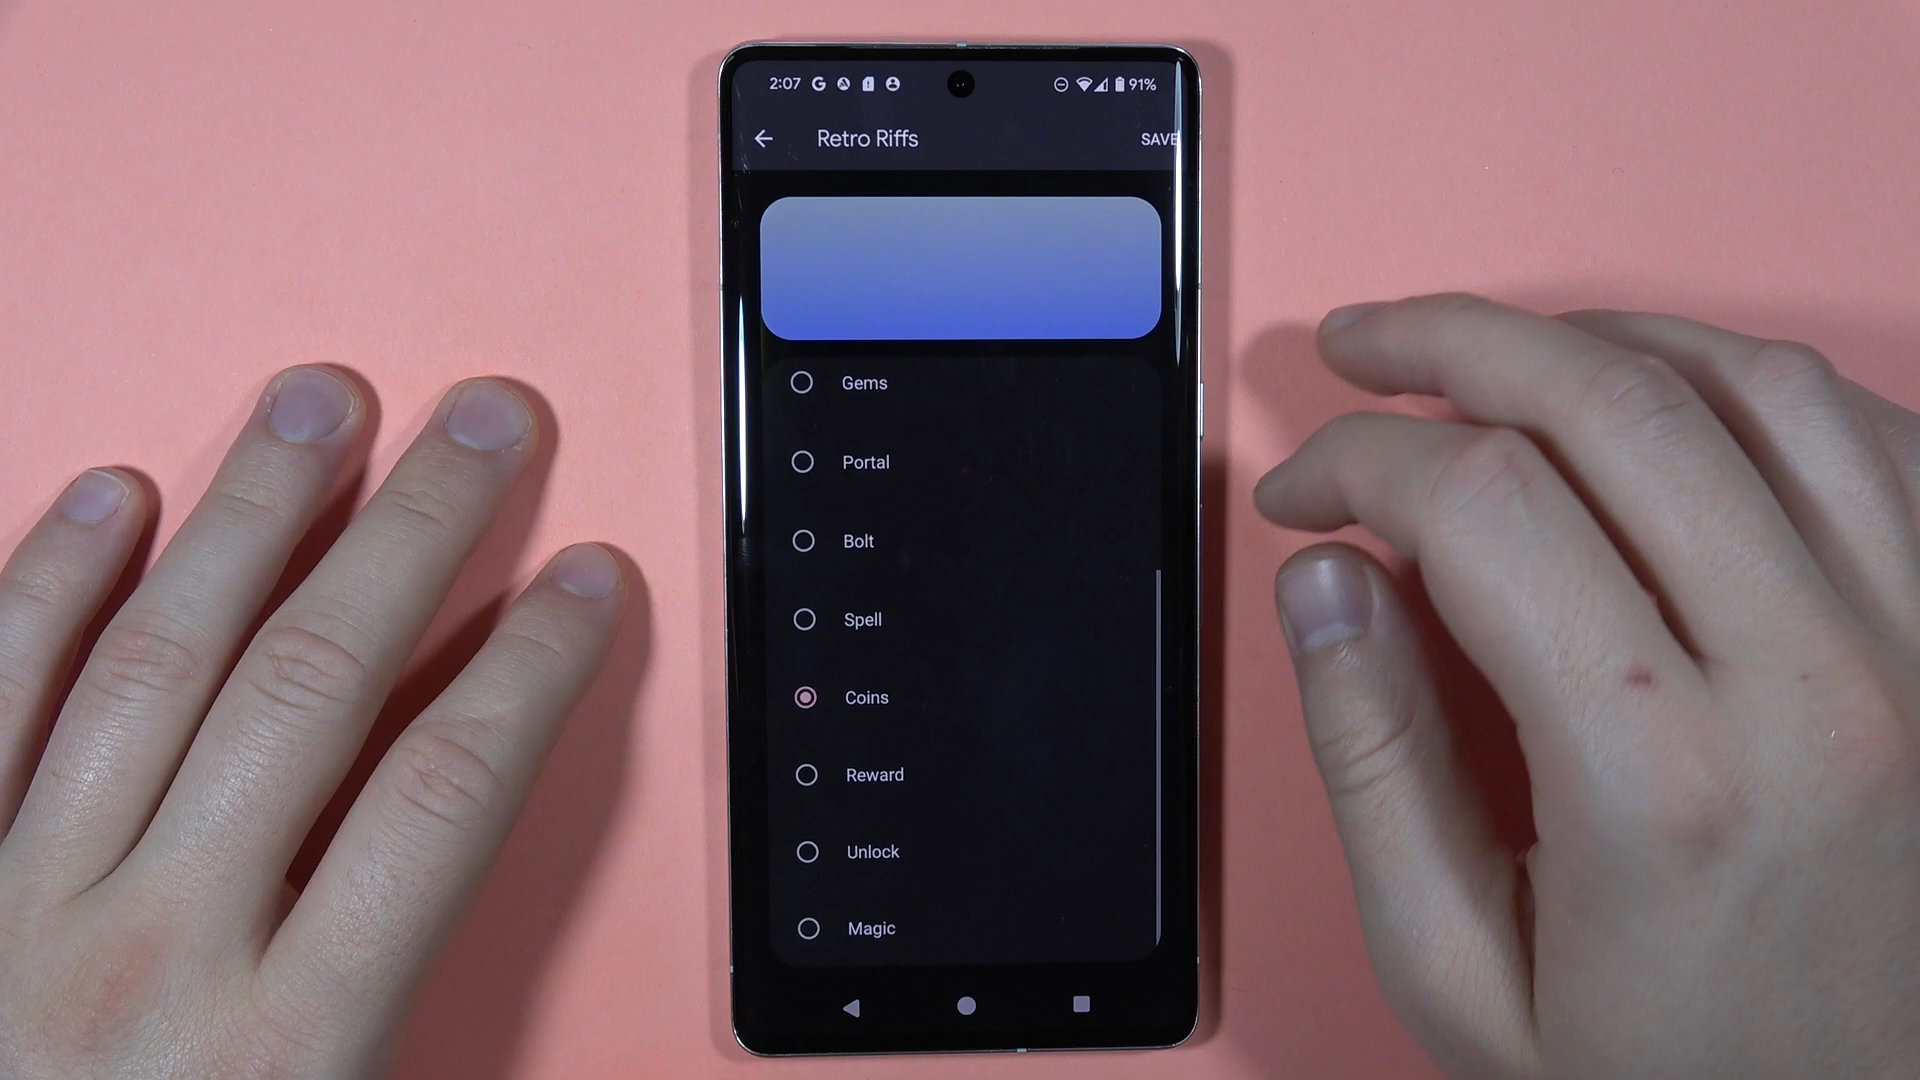 2:07 91%
Retro Riffs SAVE
Gems
Portal
Bolt
Spell
Coins
Reward
Unlock
Magic